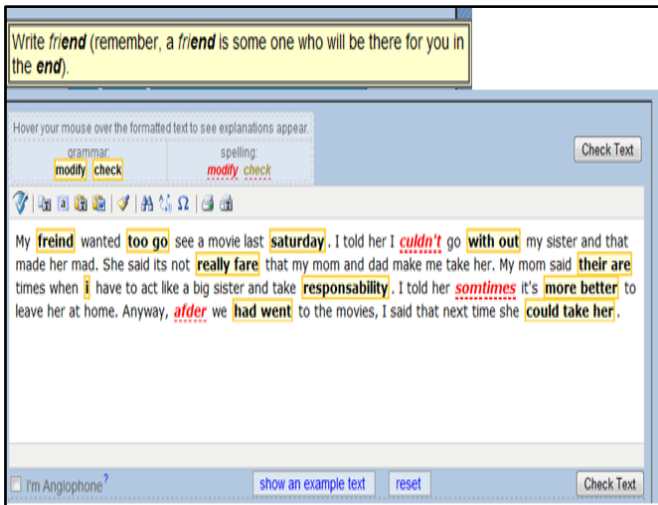 Write friend (remember, a friend is some one who will be there for you in
the end).
Hover your mouse over the formatted text to see explanations appear.
grammar: spelling:
modify check modify check
Check Text
My freind wanted too go see a movie last saturday. I told her I culdn't go with out my sister and that
made her mad. She said its not really fare that my mom and dad make me take her. My mom said their are
times when i have to act like a big sister and take responsability. I told her somtimes it's more better to
leave her at home. Anyway, afder we had went to the movies, I said that next time she could take her.
I'm Anglophone? show an example text reset Check Text